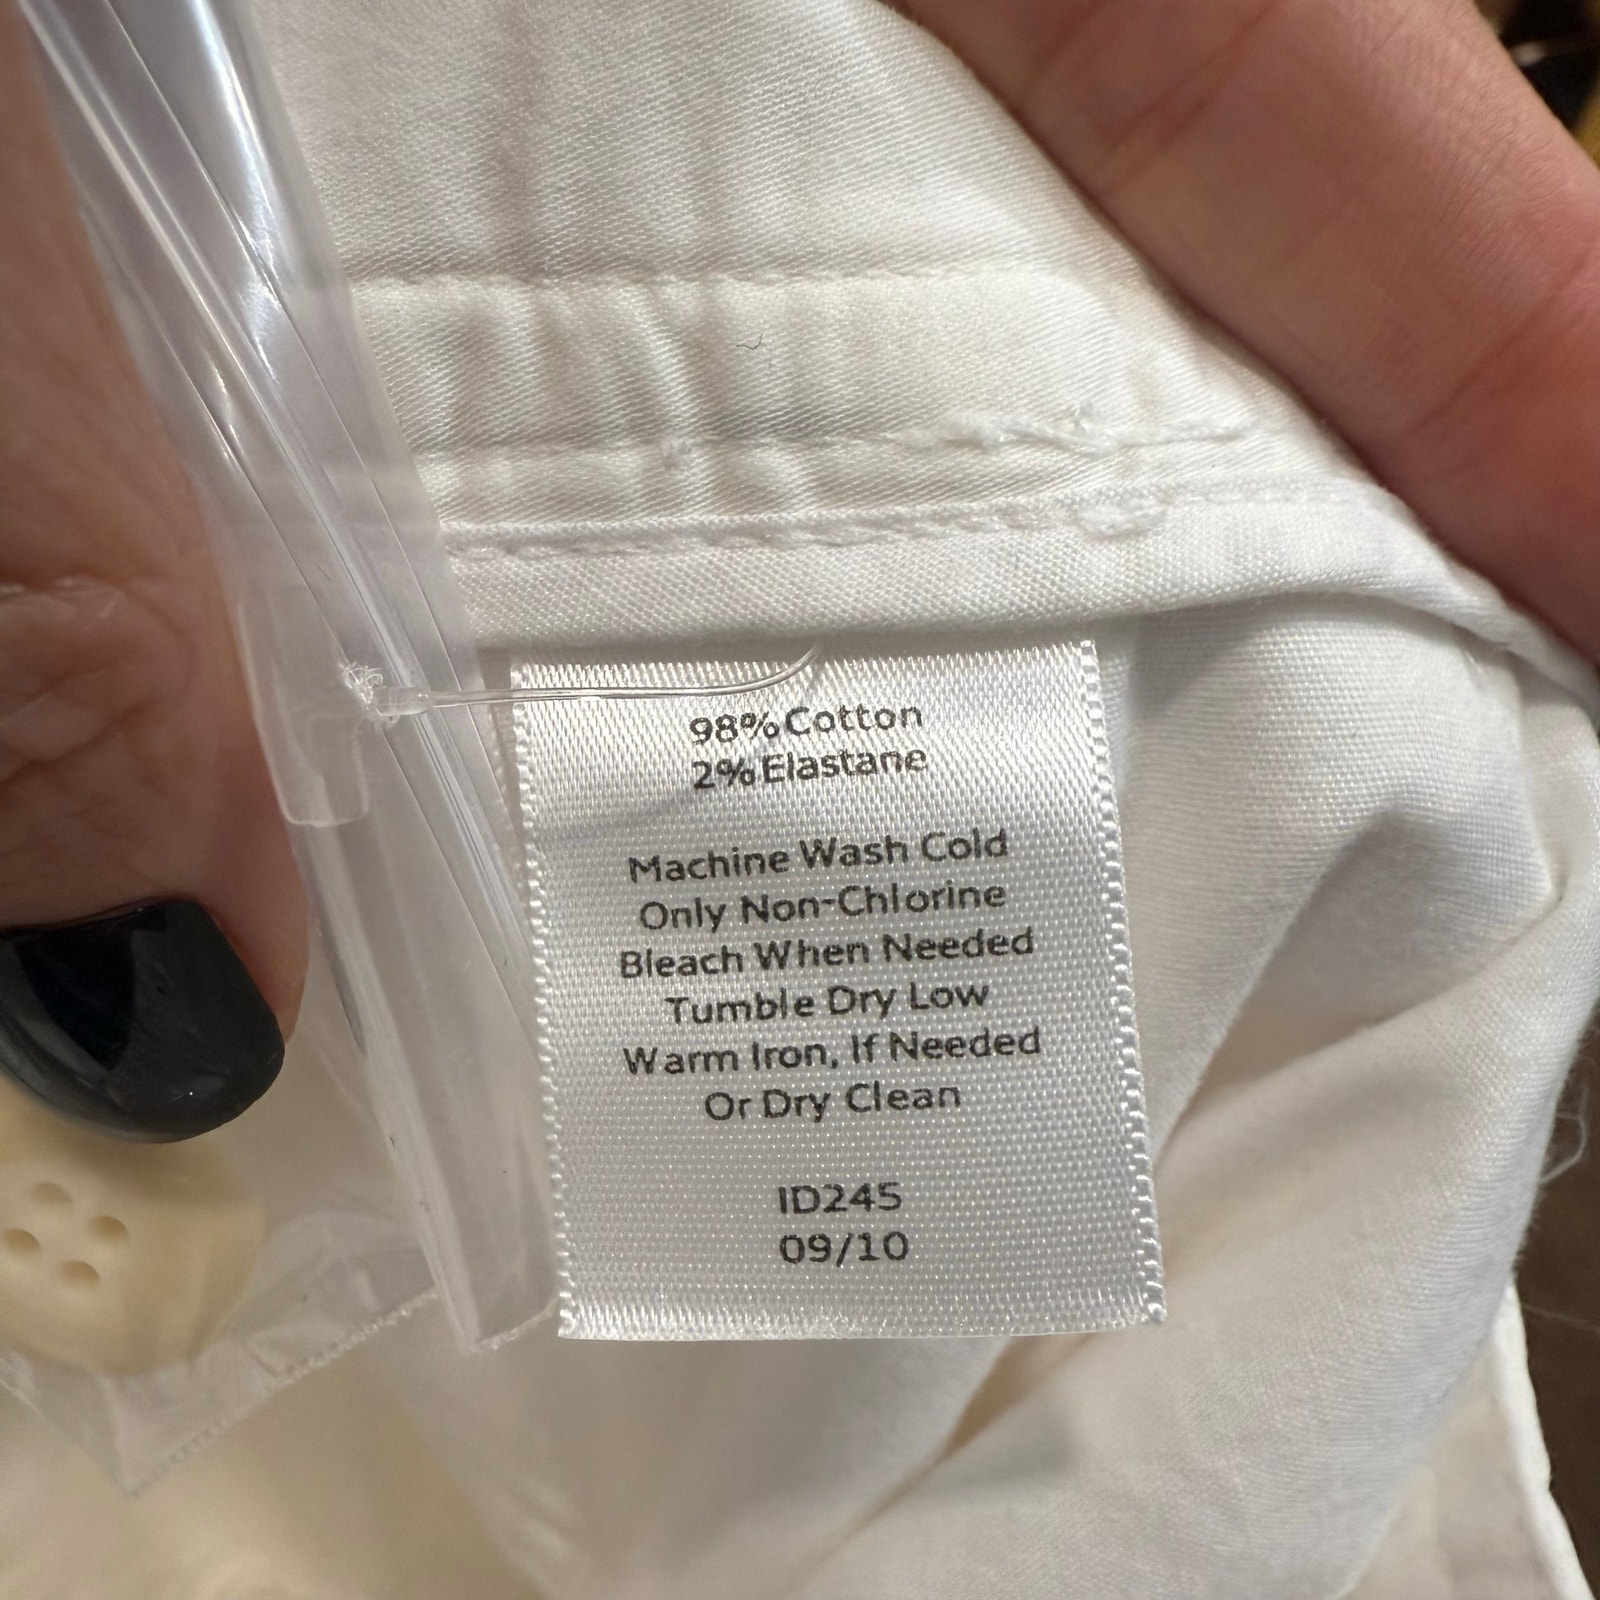 98% Cotton
2% Elastane
Machine Wash Cold
Only Non-Chlorine
Bleach When Needed
Tumble Dry Low
Warm Iron, If Needed
Or Dry Clean
ID245
09/10